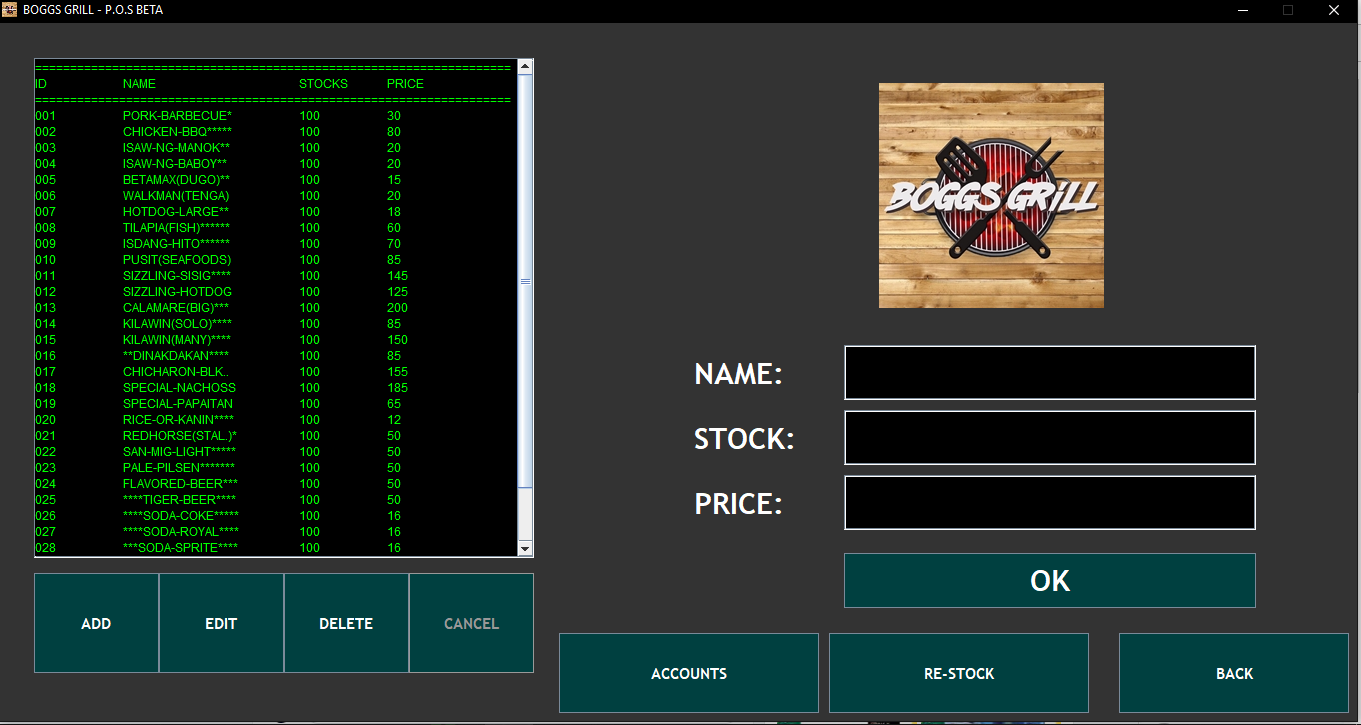 BOGGS GRILL - P.O.S BETA
====================================================================
ID NAME STOCKS PRICE
====================================================================
001 PORK-BARBECUE* 100 30
002 CHICKEN-BBQ***** 100 80
003 ISAW-NG-MANOK** 100 20
004 ISAW-NG-BABOY** 100 20
005 BETAMAX(DUGO)** 100 15
006 WALKMAN(TENGA) 100 20
007 HOTDOG-LARGE** 100 18
008 TILAPIA(FISH)****** 100 60
009 ISDANG-HITO****** 100 70
010 PUSIT(SEAFOODS) 100 85
011 SIZZLING-SISIG**** 100 145
012 SIZZLING-HOTDOG 100 125
013 CALAMARE(BIG)*** 100 200
014 KILAWIN(SOLO)**** 100 85
015 KILAWIN(MANY)**** 100 150
016 **DINAKDAKAN**** 100 85
017 CHICHARON-BLK.. 100 155
018 SPECIAL-NACHOSS 100 185
019 SPECIAL-PAPAITAN 100 65
020 RICE-OR-KANIN**** 100 12
021 REDHORSE(STAL.)* 100 50
022 SAN-MIG-LIGHT***** 100 50
023 PALE-PILSEN******* 100 50
024 FLAVORED-BEER*** 100 50
025 ****TIGER-BEER**** 100 50
026 ****SODA-COKE***** 100 16
027 ****SODA-ROYAL**** 100 16
028 ***SODA-SPRITE**** 100 16
ADD EDIT DELETE CANCEL
BOGGS GRiLL
NAME:
STOCK:
PRICE:
OK
ACCOUNTS RE-STOCK BACK